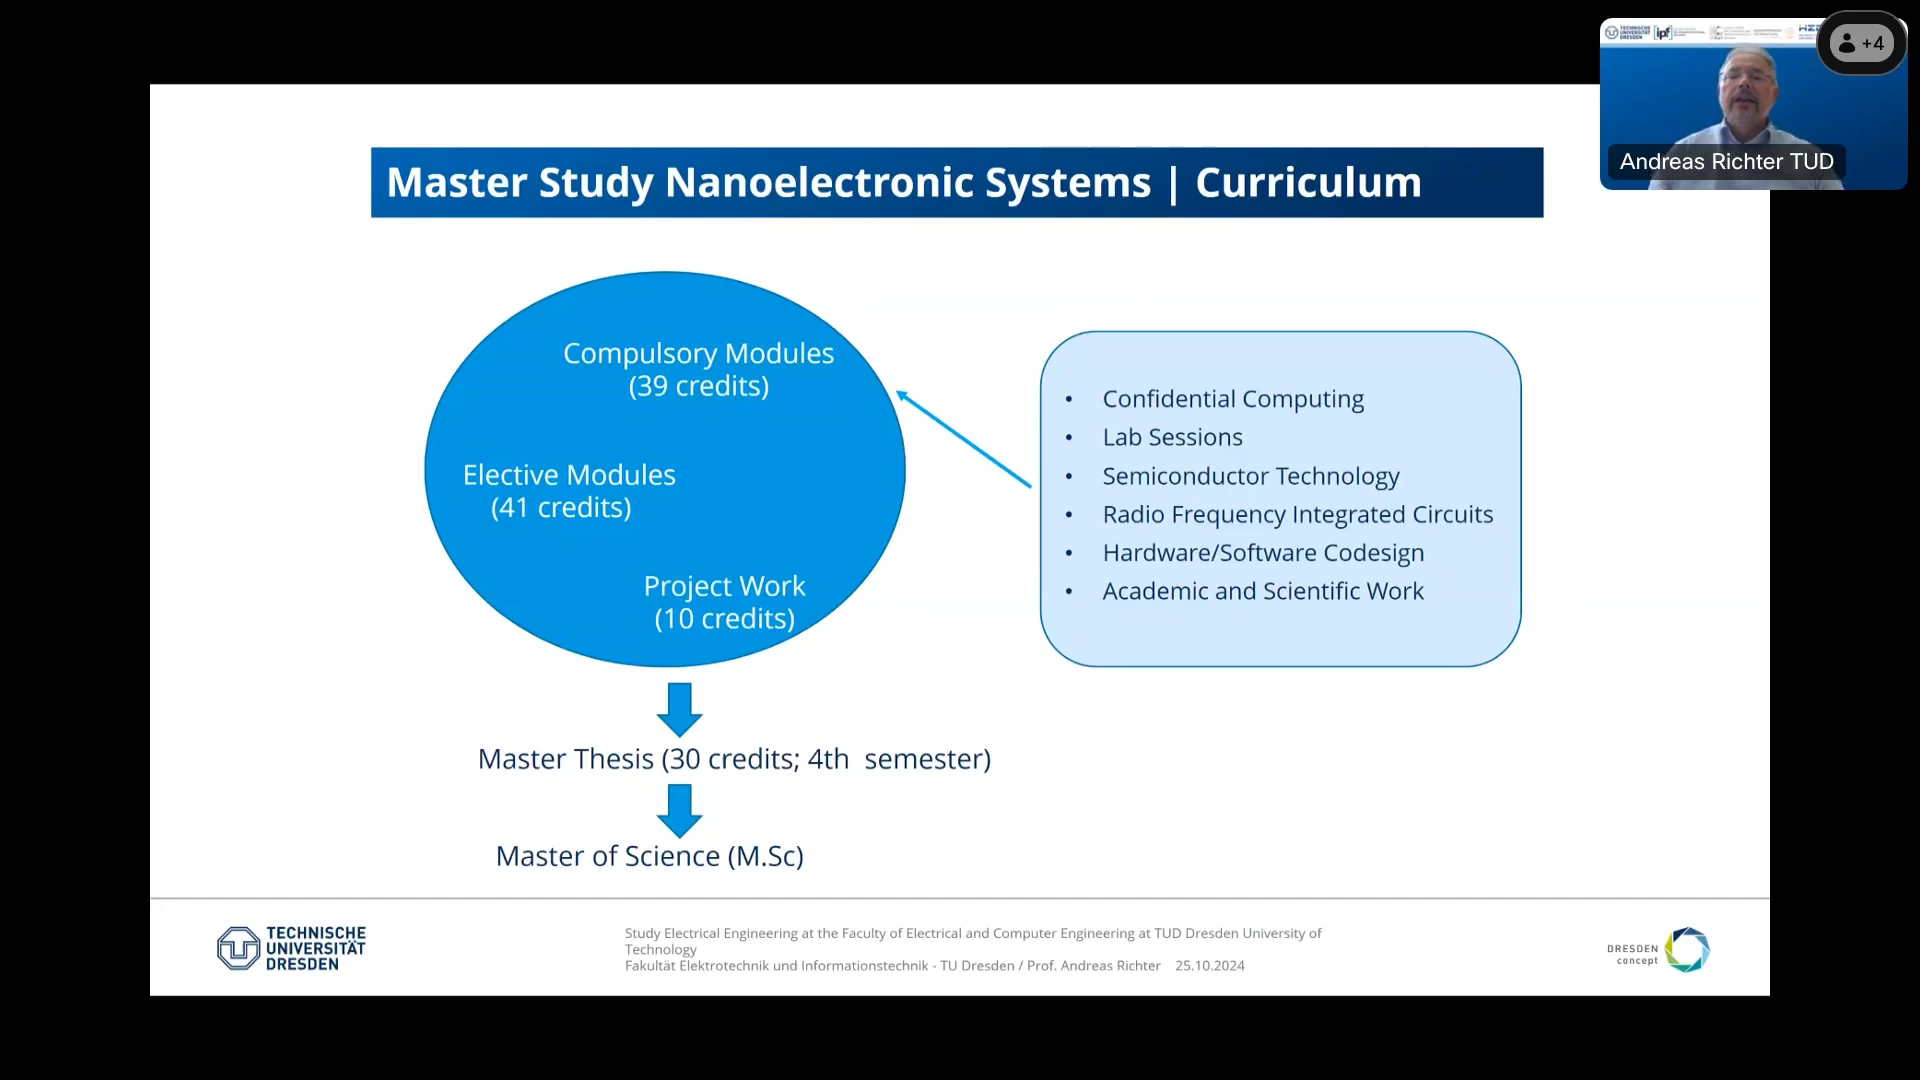 Master Study Nanoelectronic Systems | Curriculum
Compulsory Modules
(39 credits)
Elective Modules
(41 credits)
Project Work
(10 credits)
• Confidential Computing
• Lab Sessions
• Semiconductor Technology
• Radio Frequency Integrated Circuits
• Hardware/Software Codesign
• Academic and Scientific Work
Master Thesis (30 credits; 4th semester)
Master of Science (M.Sc)
TECHNISCHE
UNIVERSITÄT
DRESDEN
Study Electrical Engineering at the Faculty of Electrical and Computer Engineering at TUD Dresden University of
Technology
Fakultät Elektrotechnik und Informationstechnik - TU Dresden / Prof. Andreas Richter 25.10.2024
DRESDEN
concept
TECHNISCHE
UNIVERSITÄT
DRESDEN
ipf
+4
Andreas Richter TUD